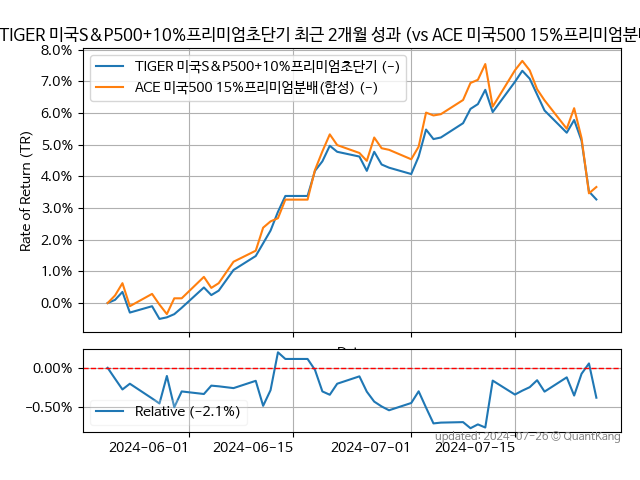 TIGER 미국S&P500+10%프리미엄초단기 최근 2개월 성과 (vs ACE 미국500 15%프리미엄분배
8.0%
7.0%
6.0%
5.0%
4.0%
3.0%
2.0%
1.0%
0.0%
Rate of Return (TR)
TIGER 미국S&P500+10%프리미엄초단기 (-)
ACE 미국500 15%프리미엄분배(합성) (-)
0.00%
−0.50%
Relative (-2.1%)
2024-06-01
2024-06-15
2024-07-01
2024-07-15
updated: 2024-07-26 © QuantKang